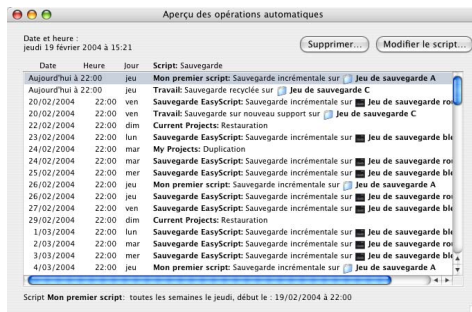 Aperçu des opérations automatiques
Date et heure :
jeudi 19 février 2004 à 15:21
Supprimer...
Modifier le script...
Date Heure Jour Script: Sauvegarde
Aujourd'hui à 22:00 jeu Mon premier script: Sauvegarde incrémentale sur Jeu de sauvegarde A
Aujourd'hui à 22:00 jeu Travail: Sauvegarde recyclée sur Jeu de sauvegarde C
20/02/2004 22:00 ven Sauvegarde EasyScript: Sauvegarde incrémentale sur Jeu de sauvegarde rou
20/02/2004 22:00 ven Travail: Sauvegarde sur nouveau support sur Jeu de sauvegarde C
22/02/2004 22:00 dim Current Projects: Restauration
23/02/2004 22:00 lun Sauvegarde EasyScript: Sauvegarde incrémentale sur Jeu de sauvegarde ble
24/02/2004 22:00 mar My Projects: Duplication
24/02/2004 22:00 mar Sauvegarde EasyScript: Sauvegarde incrémentale sur Jeu de sauvegarde rou
25/02/2004 22:00 mer Sauvegarde EasyScript: Sauvegarde incrémentale sur Jeu de sauvegarde ble
26/02/2004 22:00 jeu Mon premier script: Sauvegarde incrémentale sur Jeu de sauvegarde A
26/02/2004 22:00 jeu Sauvegarde EasyScript: Sauvegarde incrémentale sur Jeu de sauvegarde rou
27/02/2004 22:00 ven Sauvegarde EasyScript: Sauvegarde incrémentale sur Jeu de sauvegarde ble
29/02/2004 22:00 dim Current Projects: Restauration
1/03/2004 22:00 lun Sauvegarde EasyScript: Sauvegarde incrémentale sur Jeu de sauvegarde ble
2/03/2004 22:00 mar Sauvegarde EasyScript: Sauvegarde incrémentale sur Jeu de sauvegarde rou
3/03/2004 22:00 mer Sauvegarde EasyScript: Sauvegarde incrémentale sur Jeu de sauvegarde ble
4/03/2004 22:00 jeu Mon premier script: Sauvegarde incrémentale sur Jeu de sauvegarde A
Script Mon premier script: toutes les semaines le jeudi, début le : 19/02/2004 à 22:00